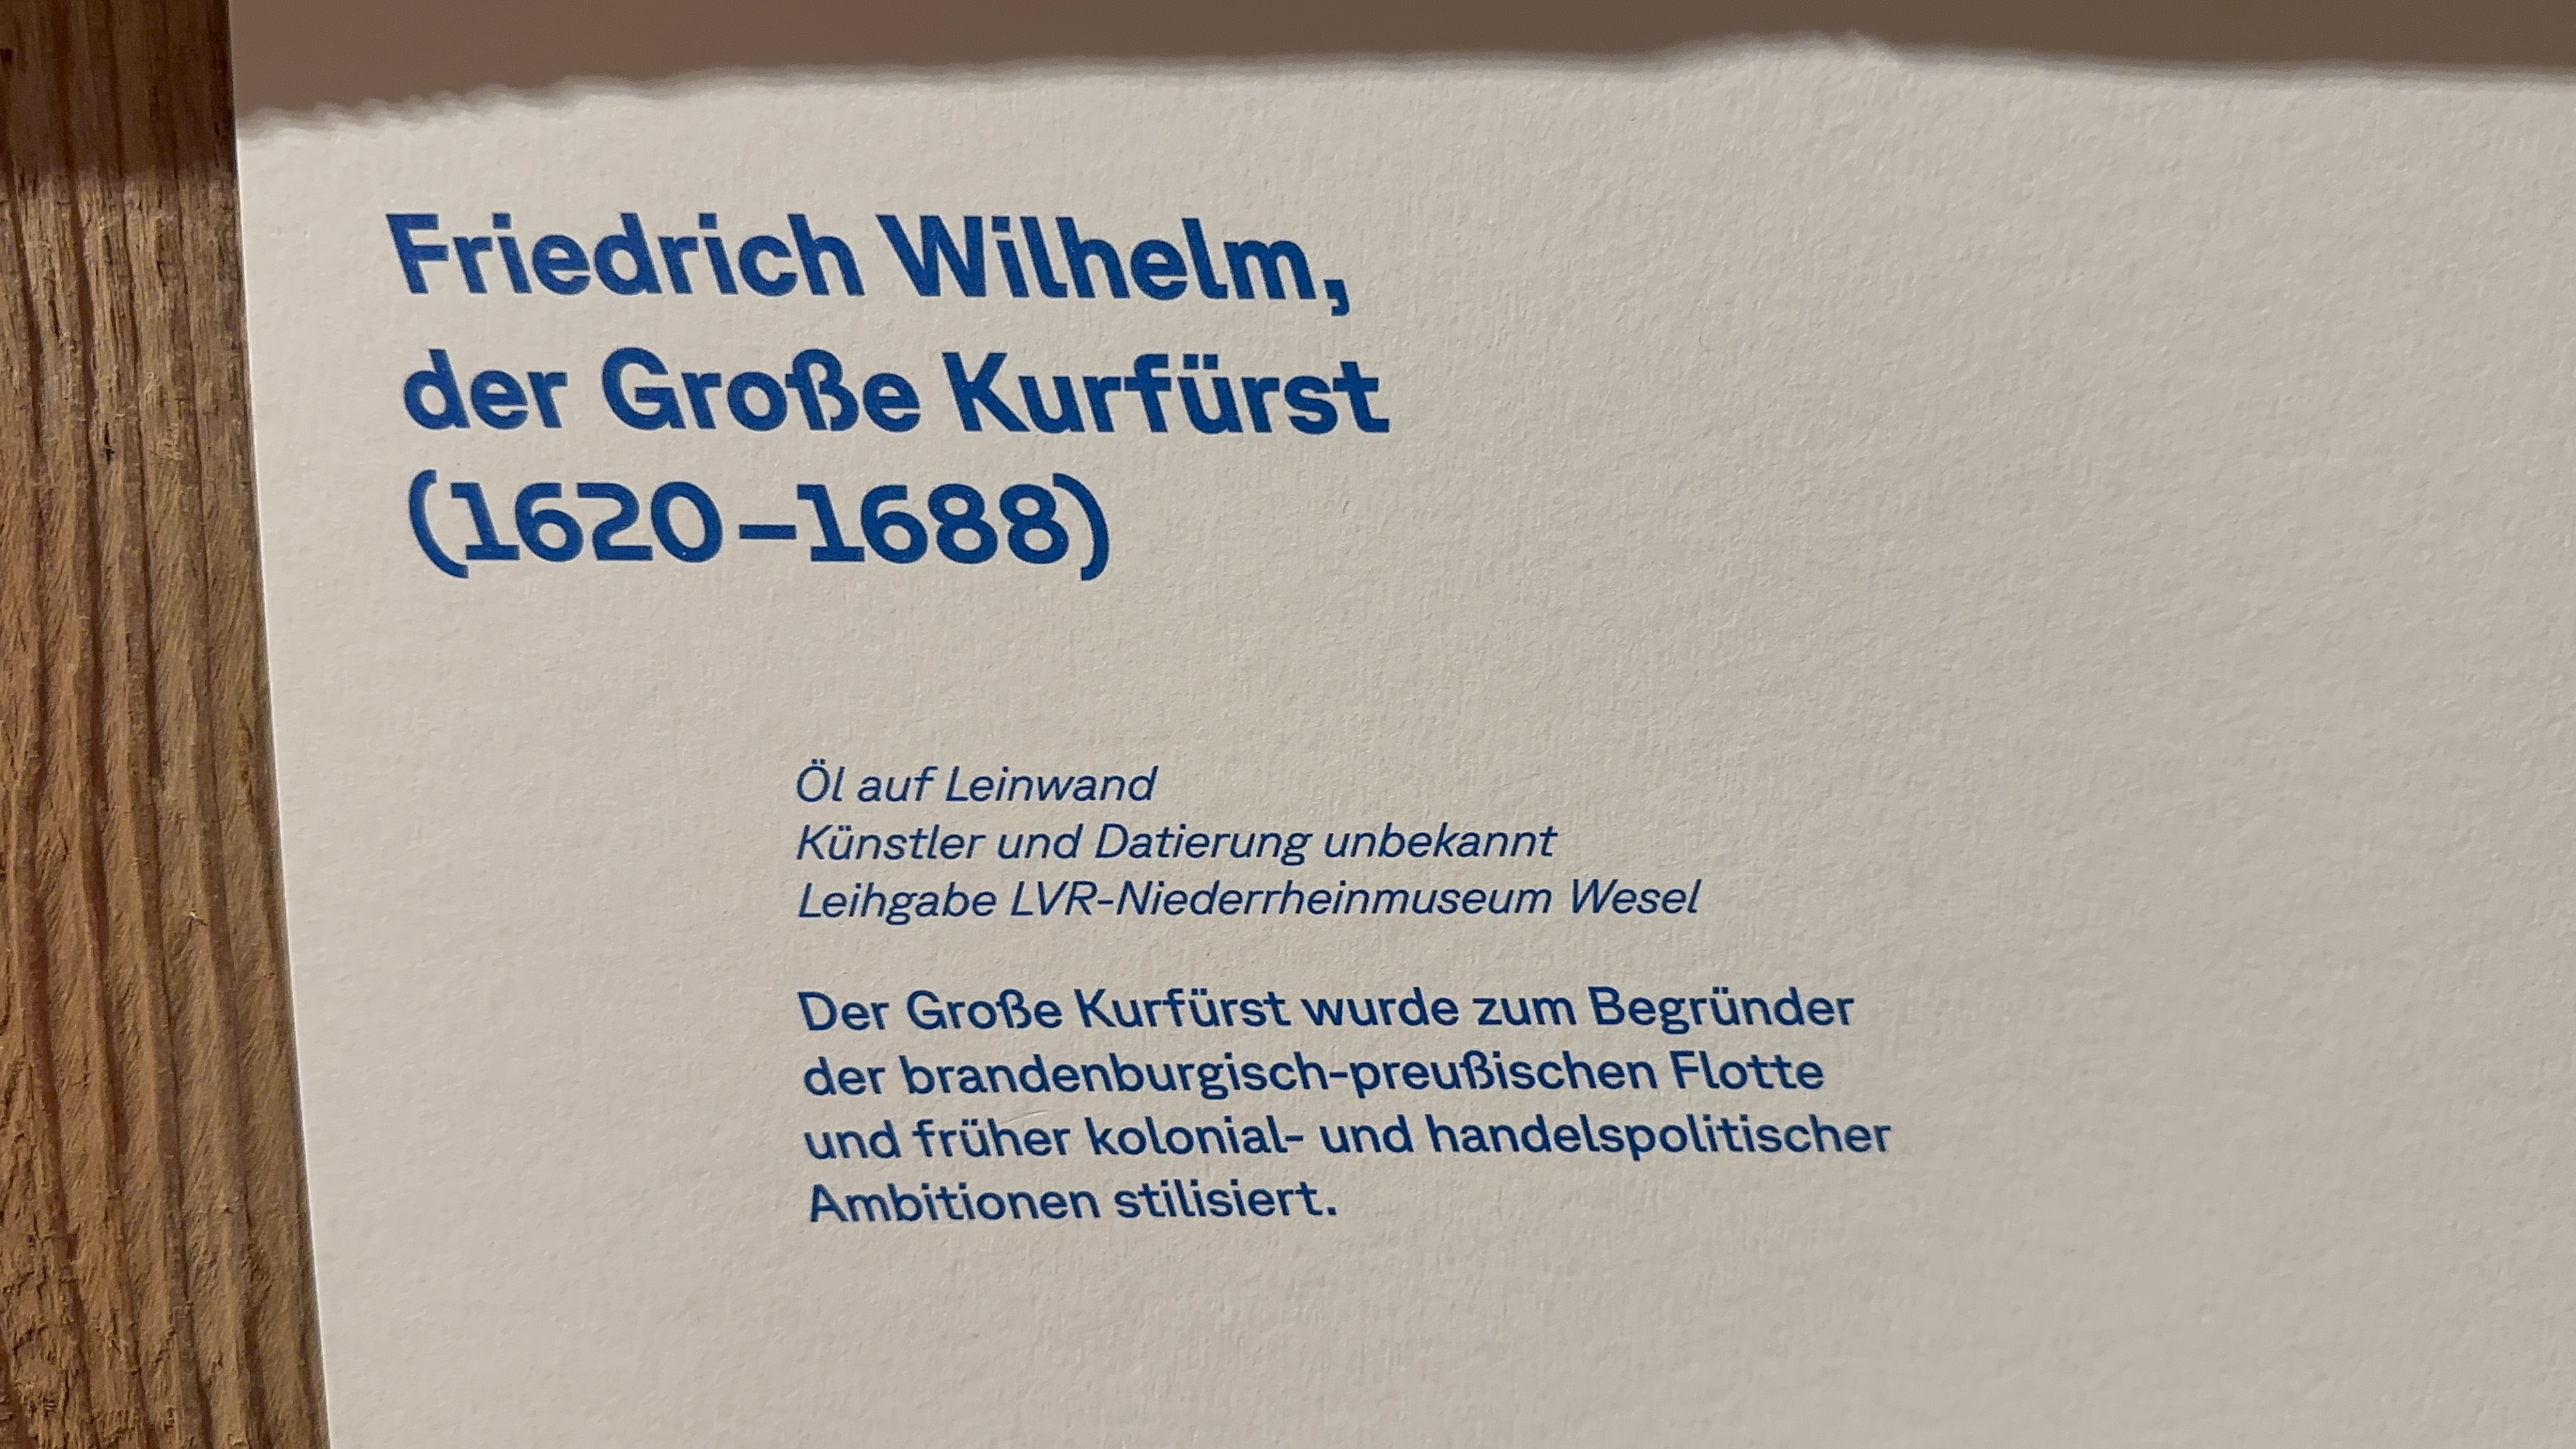 Friedrich Wilhelm,
der Große Kurfürst
(1620–1688)
Öl auf Leinwand
Künstler und Datierung unbekannt
Leihgabe LVR-Niederrheinmuseum Wesel
Der Große Kurfürst wurde zum Begründer
der brandenburgisch-preußischen Flotte
und früher kolonial- und handelspolitischer
Ambitionen stilisiert.